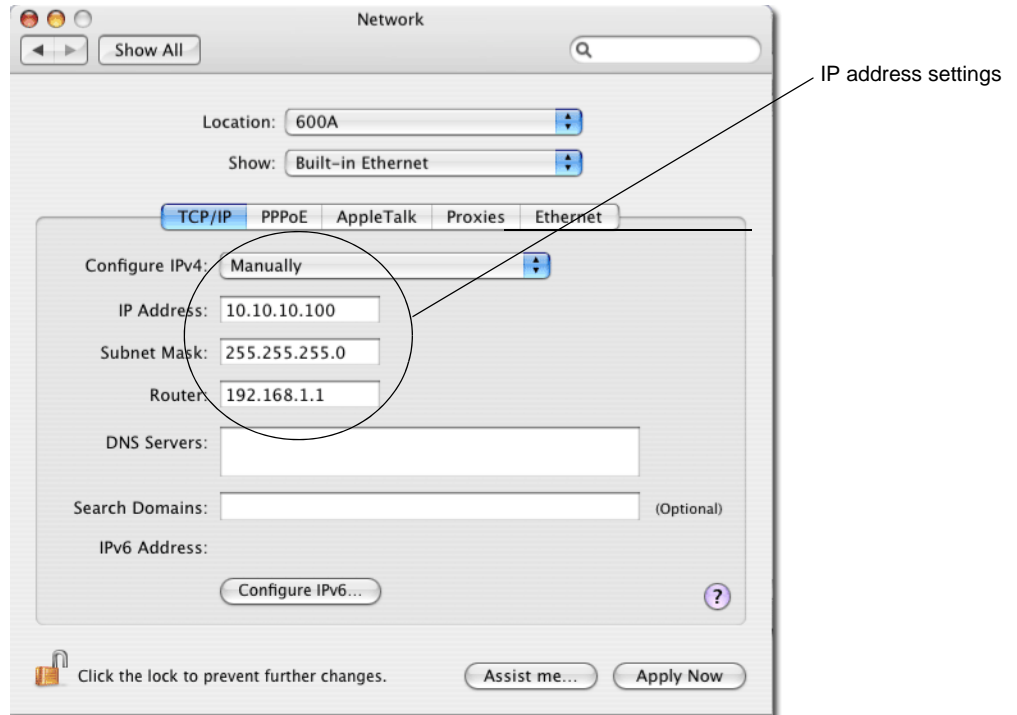 Network
Show All
IP address settings
Location: 600A
Show: Built-in Ethernet
TCP/IP PPPoE AppleTalk Proxies Ethernet
Configure IPv4: Manually
IP Address: 10.10.10.100
Subnet Mask: 255.255.255.0
Router: 192.168.1.1
DNS Servers:
Search Domains: (Optional)
IPv6 Address:
Configure IPv6... ?
Click the lock to prevent further changes. Assist me... Apply Now